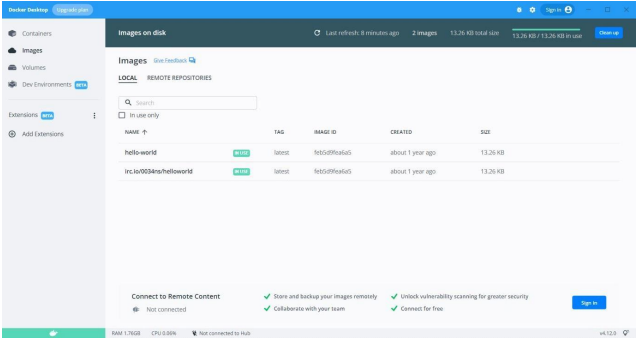 Docker Desktop Upgrade plan Sign in
Containers
Images
Volumes
Dev Environments BETA
Extensions BETA
Add Extensions
Images on disk Last refresh: 8 minutes ago 2 images 13.26 KB total size 13.26 KB / 13.26 KB in use Clean up
Images Give Feedback
LOCAL REMOTE REPOSITORIES
Search
In use only
NAME TAG IMAGE ID CREATED SIZE
hello-world IN USE latest feb5d9fea6a5 about 1 year ago 13.26 KB
irc.io/0034ns/helloworld IN USE latest feb5d9fea6a5 about 1 year ago 13.26 KB
Connect to Remote Content
Not connected
Store and backup your images remotely
Collaborate with your team
Unlock vulnerability scanning for greater security
Connect for free
Sign in
RAM 1.76GB CPU 0.06% Not connected to Hub v4.12.0